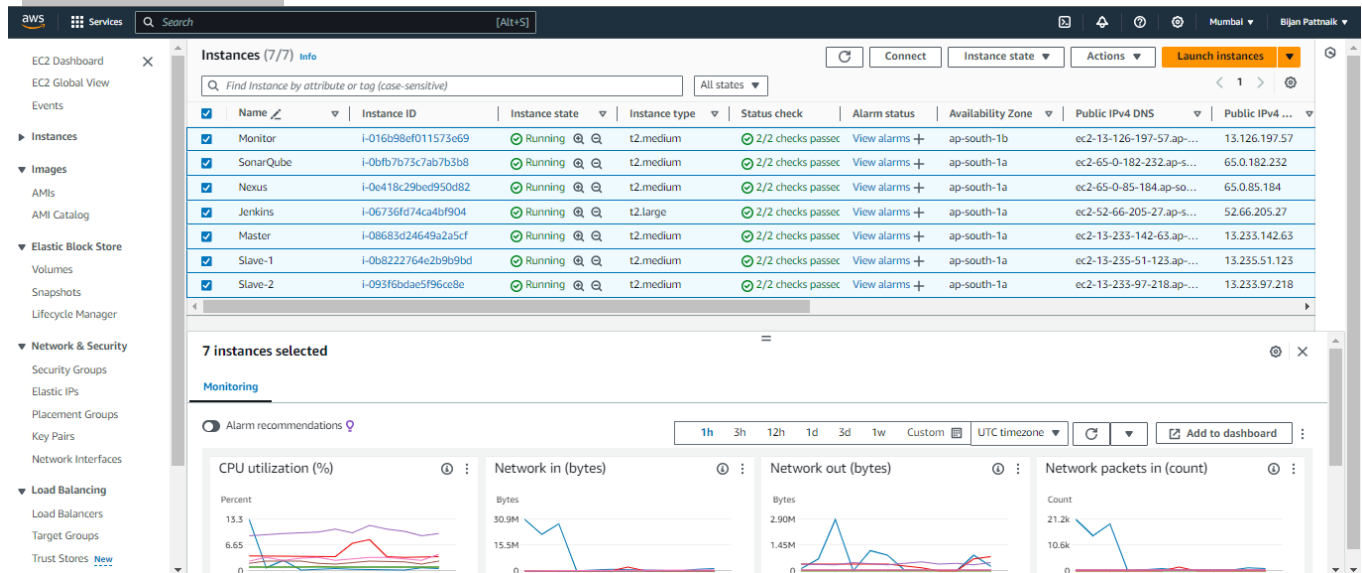 aws Services Search [Alt+S] Mumbai ▼ Bijan Pattnaik ▼
EC2 Dashboard
EC2 Global View
Events
Instances
Images
AMIs
AMI Catalog
Elastic Block Store
Volumes
Snapshots
Lifecycle Manager
Network & Security
Security Groups
Elastic IPs
Placement Groups
Key Pairs
Network Interfaces
Load Balancing
Load Balancers
Target Groups
Trust Stores New
Instances (7/7) Info Connect Instance state ▼ Actions ▼ Launch instances ▼
Find Instance by attribute or tag (case-sensitive) All states ▼ < 1 >
Name Instance ID Instance state Instance type Status check Alarm status Availability Zone Public IPv4 DNS Public IPv4 ...
Monitor i-016b98ef011573e69 Running t2.medium 2/2 checks passec View alarms + ap-south-1b ec2-13-126-197-57.ap-... 13.126.197.57
SonarQube i-0bfb7b73c7ab7b3b8 Running t2.medium 2/2 checks passec View alarms + ap-south-1a ec2-65-0-182-232.ap-s... 65.0.182.232
Nexus i-0e418c29bed950d82 Running t2.medium 2/2 checks passec View alarms + ap-south-1a ec2-65-0-85-184.ap-so... 65.0.85.184
Jenkins i-06736fd74ca4bf904 Running t2.large 2/2 checks passec View alarms + ap-south-1a ec2-52-66-205-27.ap-s... 52.66.205.27
Master i-08683d24649a2a5cf Running t2.medium 2/2 checks passec View alarms + ap-south-1a ec2-13-233-142-63.ap-... 13.233.142.63
Slave-1 i-0b8222764e2b9b9bd Running t2.medium 2/2 checks passec View alarms + ap-south-1a ec2-13-235-51-123.ap-... 13.235.51.123
Slave-2 i-093f6bdae5f96ce8e Running t2.medium 2/2 checks passec View alarms + ap-south-1a ec2-13-233-97-218.ap-... 13.233.97.218
7 instances selected
Monitoring
Alarm recommendations 1h 3h 12h 1d 3d 1w Custom UTC timezone ▼ Add to dashboard
CPU utilization (%) Network in (bytes) Network out (bytes) Network packets in (count)
Percent Bytes Bytes Count
13.3 30.9M 2.90M 21.2k
6.65 15.5M 1.45M 10.6k
0 0 0 0